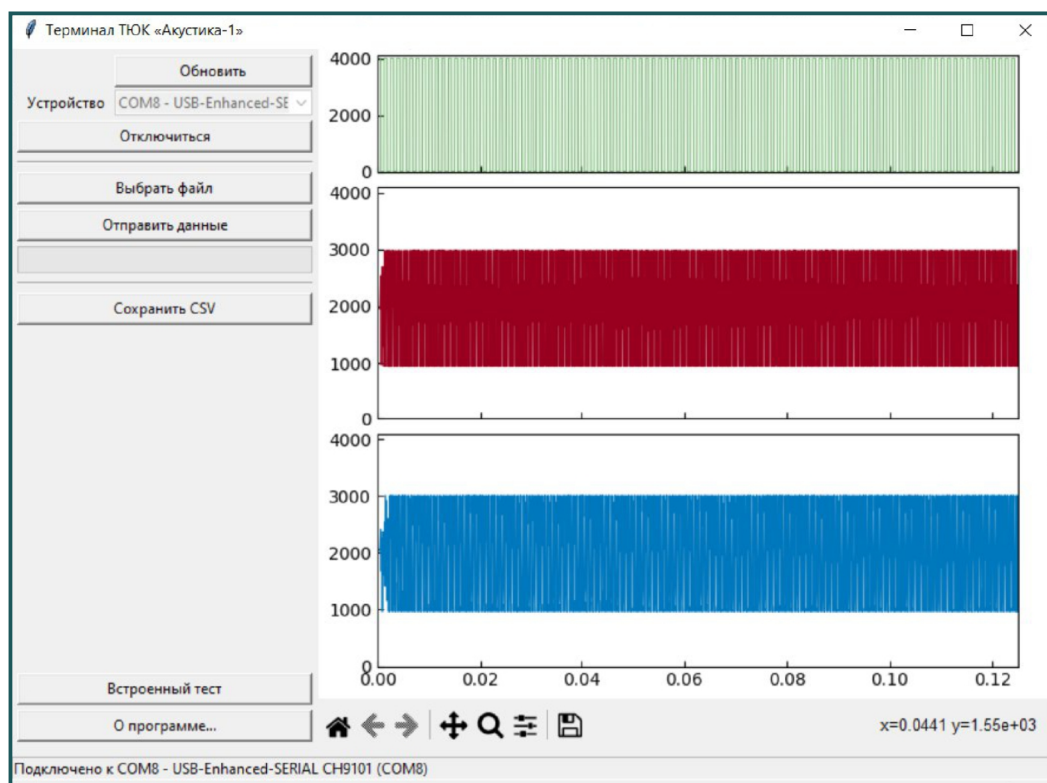 Терминал ТЮК «Акустика-1»
Обновить
Устройство COM8 - USB-Enhanced-SE
Отключиться
Выбрать файл
Отправить данные
Сохранить CSV
Встроенный тест
О программе...
4000
2000
0
4000
3000
2000
1000
0
4000
3000
2000
1000
0
0.00 0.02 0.04 0.06 0.08 0.10 0.12
x=0.0441 y=1.55e+03
Подключено к COM8 - USB-Enhanced-SERIAL CH9101 (COM8)